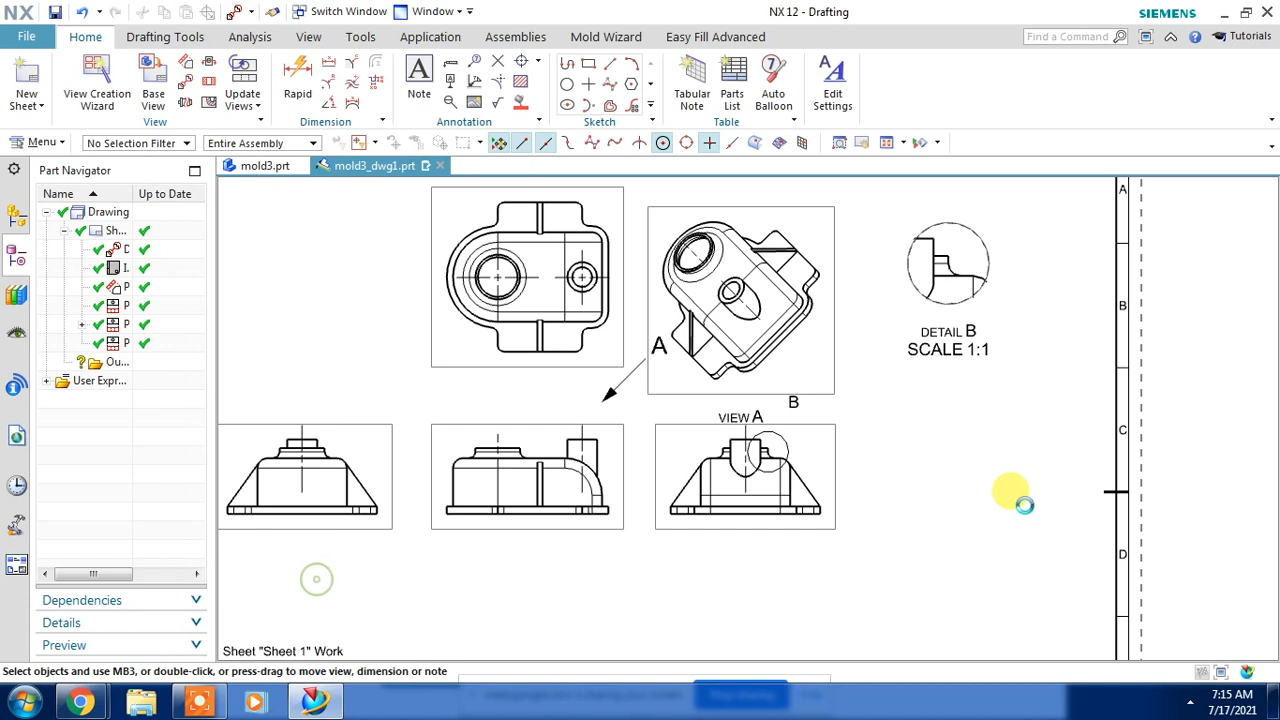 NX Switch Window Window NX 12 - Drafting SIEMENS
File Home Drafting Tools Analysis View Tools Application Assemblies Mold Wizard Easy Fill Advanced Find a Command Tutorials
New Sheet View Creation Wizard Base View Update Views Rapid Note Tabular Note Parts List Auto Balloon Edit Settings
View Dimension Annotation Sketch Table
Menu No Selection Filter Entire Assembly
Part Navigator mold3.prt mold3_dwg1.prt
Name Up to Date
Drawing
Sh...
D
I.
P
P
P
P
Ou...
User Expr...
A
B
C
D
A
DETAIL B
SCALE 1:1
B
VIEW A
Dependencies
Details
Preview
Sheet "Sheet 1" Work
Select objects and use MB3, or double-click, or press-drag to move view, dimension or note
7:15 AM
7/17/2021